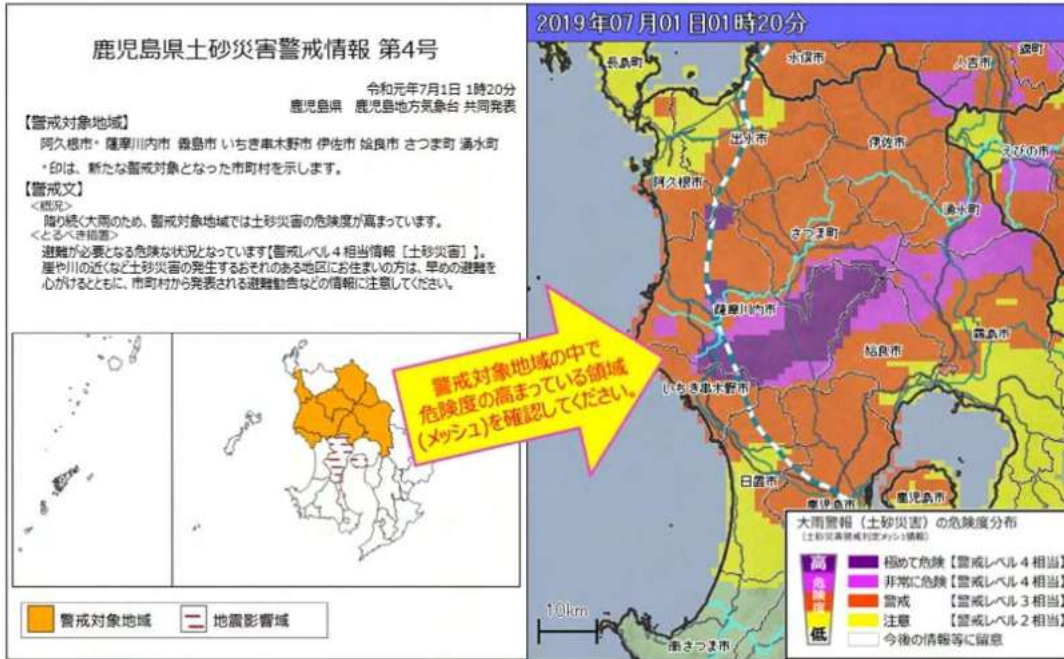 鹿児島県土砂災害警戒情報 第4号
令和元年7月1日 1時20分
鹿児島県 鹿児島地方気象台 共同発表
【警戒対象地域】
阿久根市* 薩摩川内市 霧島市 いちき串木野市 伊佐市 姶良市 さつま町 湧水町
*印は、新たな警戒対象となった市町村を示します。
【警戒文】
<概況>
降り続く大雨のため、警戒対象地域では土砂災害の危険度が高まっています。
<とるべき措置>
避難が必要となる危険な状況となっています【警戒レベル4相当情報［土砂災害］】。
崖や川の近くなど土砂災害の発生するおそれのある地区にお住まいの方は、早めの避難を
心がけるとともに、市町村から発表される避難勧告などの情報に注意してください。
警戒対象地域
地震影響域
警戒対象地域の中で
危険度の高まっている領域
(メッシュ)を確認してください。
2019年07月01日01時20分
長島町
水俣市
人吉市
出水市
伊佐市
えびの市
阿久根市
湧水町
さつま町
薩摩川内市
霧島市
姶良市
いちき串木野市
日置市
鹿児島市
鹿児島市
南さつま市
10km
大雨警報（土砂災害）の危険度分布
（土砂災害警戒判定メッシュ情報）
高
危険度
低
極めて危険【警戒レベル4相当】
非常に危険【警戒レベル4相当】
警戒 【警戒レベル3相当】
注意 【警戒レベル2相当】
今後の情報等に留意